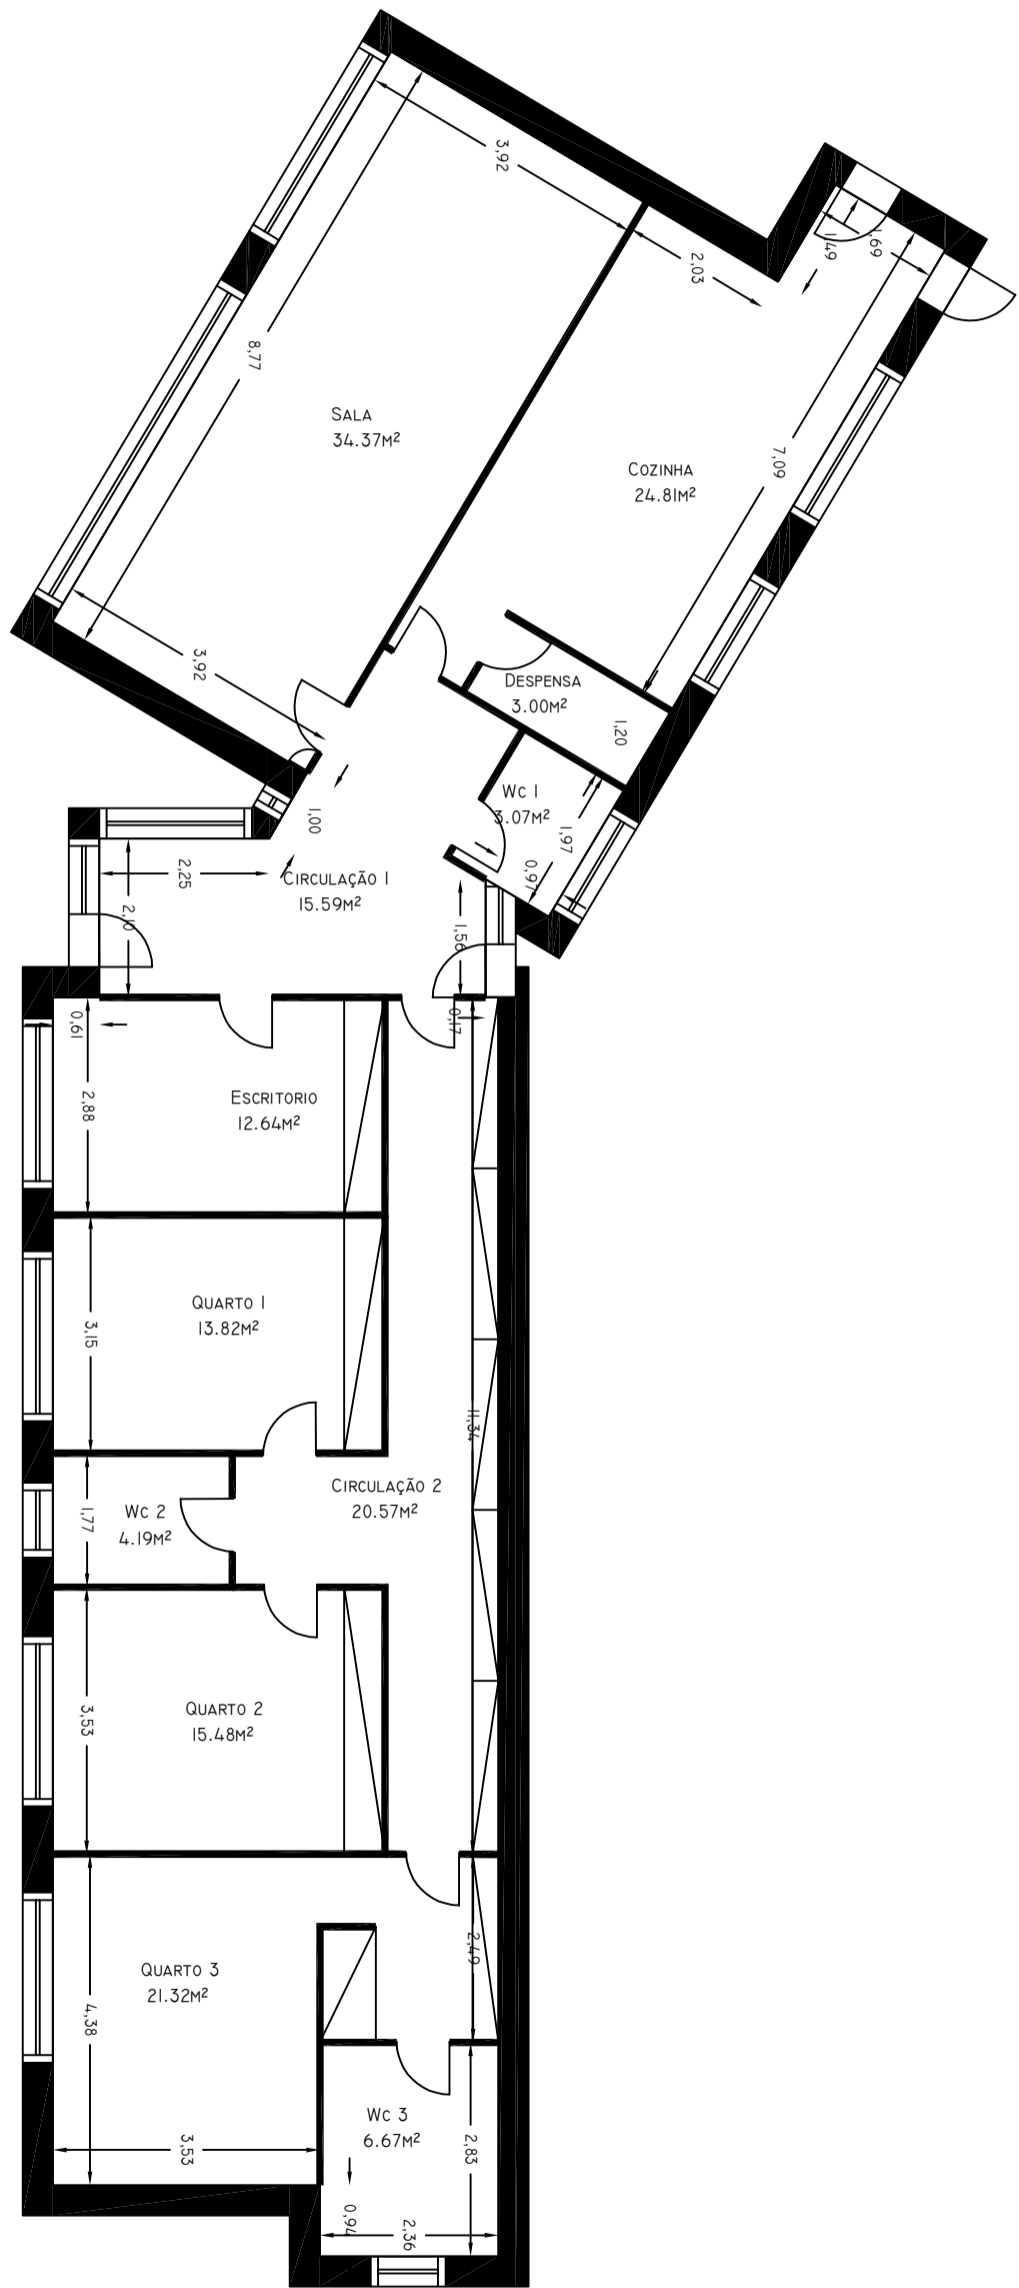 3,92
2,03
1,49
1,69
8,77
SALA
34.37M²
7,09
COZINHA
24.81M²
3,92
DESPENSA
3.00M²
1,20
WC 1
3.07M²
1,97
0,97
1,00
2,25
2,10
CIRCULAÇÃO 1
15.59M²
1,56
0,61
0,17
2,88
ESCRITORIO
12.64M²
3,15
QUARTO 1
13.82M²
11,34
CIRCULAÇÃO 2
20.57M²
1,77
WC 2
4.19M²
3,53
QUARTO 2
15.48M²
2,49
QUARTO 3
21.32M²
4,38
WC 3
6.67M²
2,83
3,53
0,94
2,36